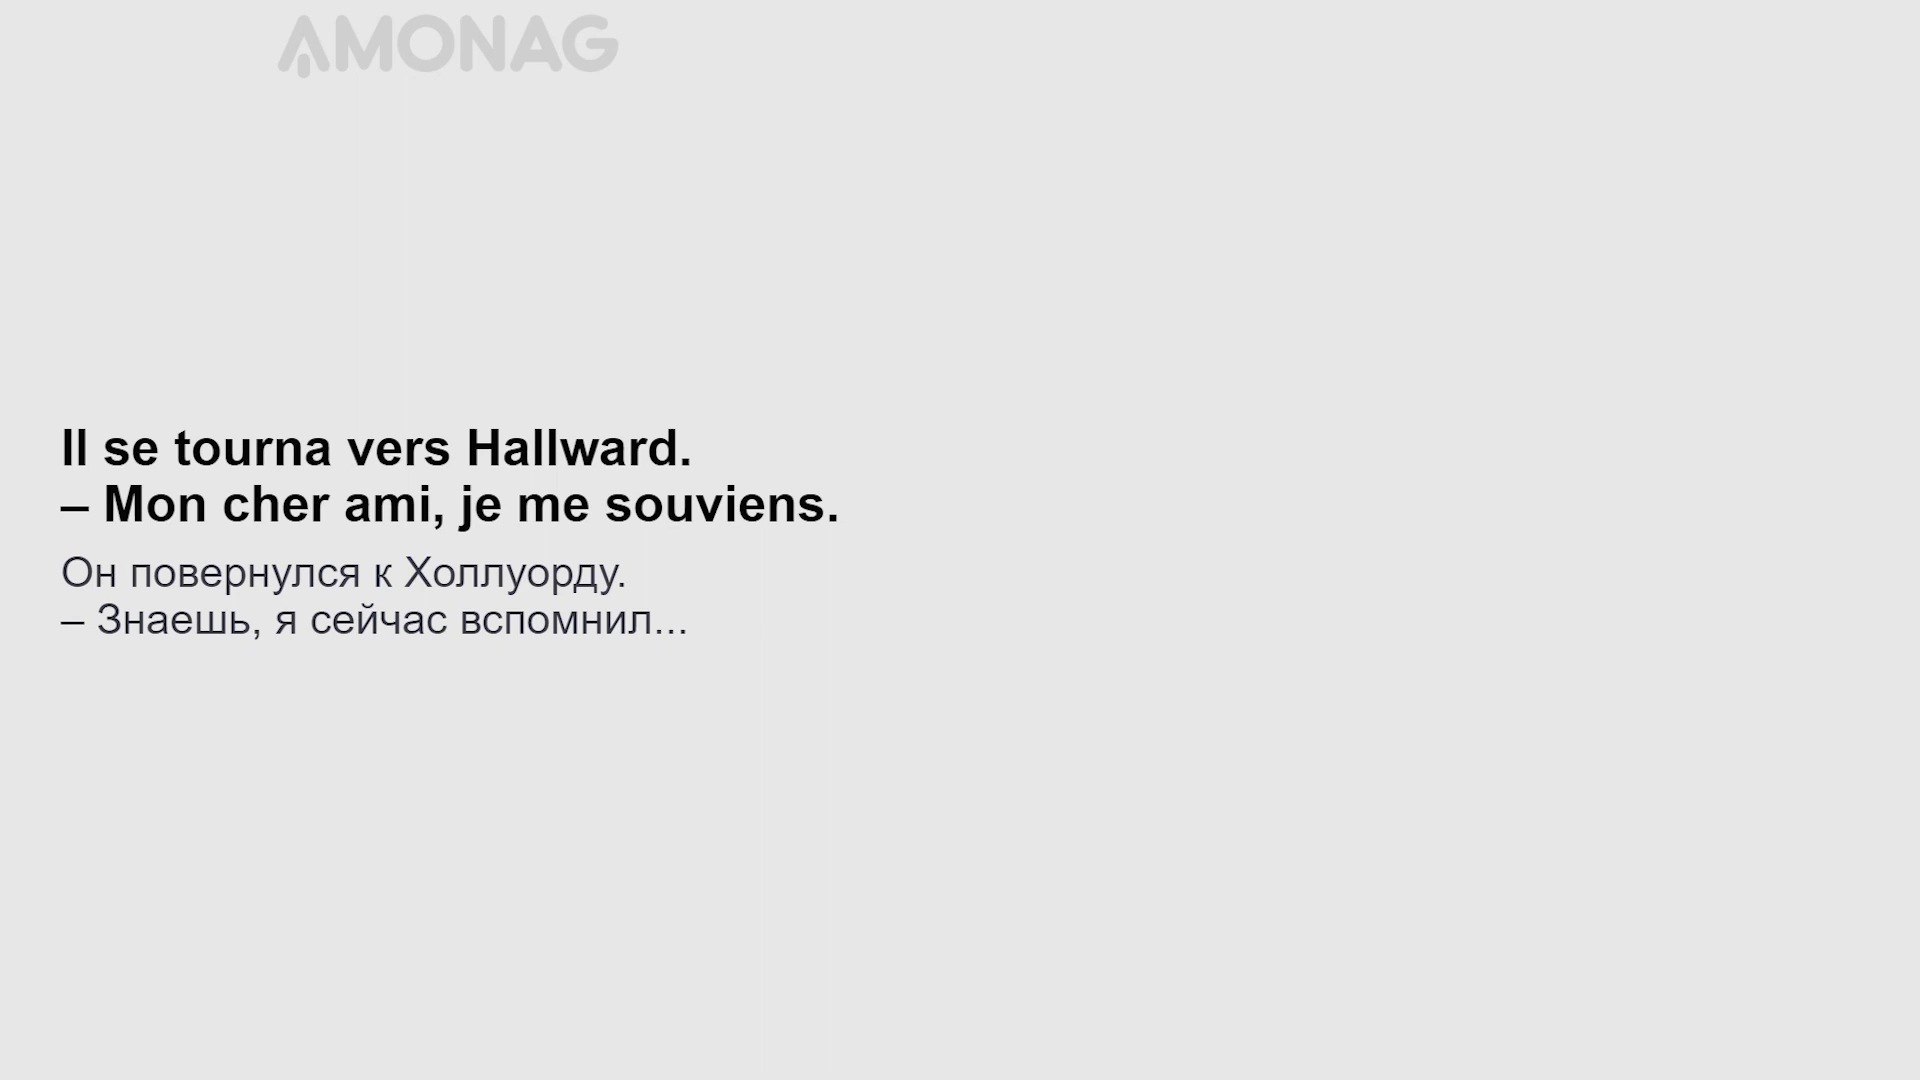 AMONAG
Il se tourna vers Hallward.
– Mon cher ami, je me souviens.
Он повернулся к Холлуорду.
– Знаешь, я сейчас вспомнил...